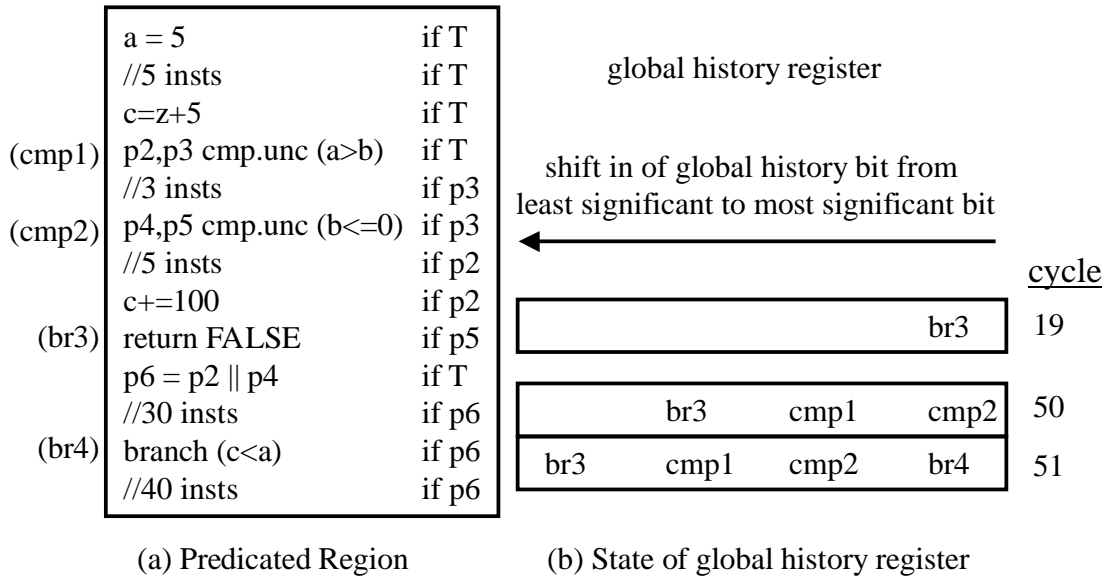 a = 5 if T
//5 insts if T
c=z+5 if T
(cmp1) p2,p3 cmp.unc (a>b) if T
//3 insts if p3
(cmp2) p4,p5 cmp.unc (b<=0) if p3
//5 insts if p2
c+=100 if p2
(br3) return FALSE if p5
p6 = p2 || p4 if T
//30 insts if p6
(br4) branch (c<a) if p6
//40 insts if p6
(a) Predicated Region
global history register
shift in of global history bit from
least significant to most significant bit
cycle
br3 19
br3 cmp1 cmp2 50
br3 cmp1 cmp2 br4 51
(b) State of global history register